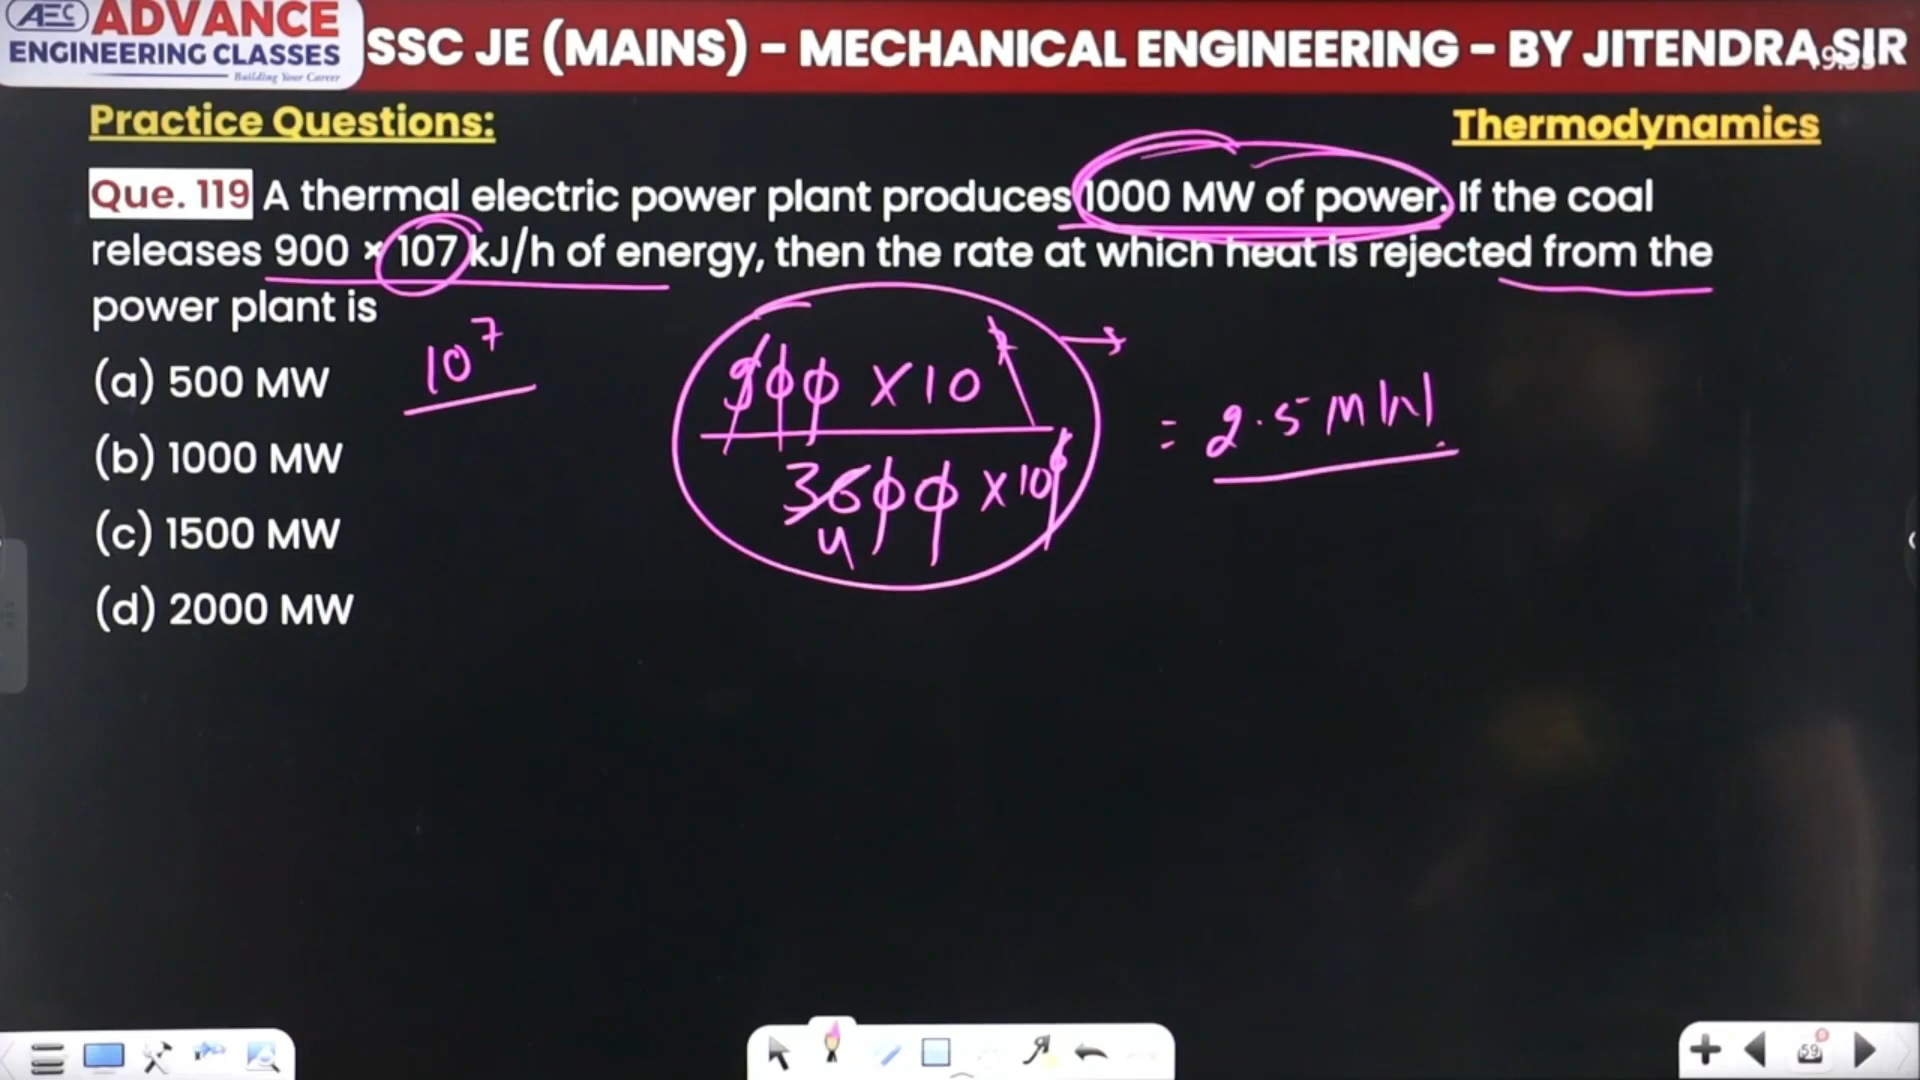 AEC ADVANCE
ENGINEERING CLASSES
Building Your Career
SSC JE (MAINS) – MECHANICAL ENGINEERING – BY JITENDRA SIR
Practice Questions:
Thermodynamics
Que. 119 A thermal electric power plant produces 1000 MW of power. If the coal
releases 900 × 107 kJ/h of energy, then the rate at which heat is rejected from the
power plant is
(a) 500 MW
(b) 1000 MW
(c) 1500 MW
(d) 2000 MW
10⁷
900 × 10
3600 × 10⁶
4
= 2.5 MW
59